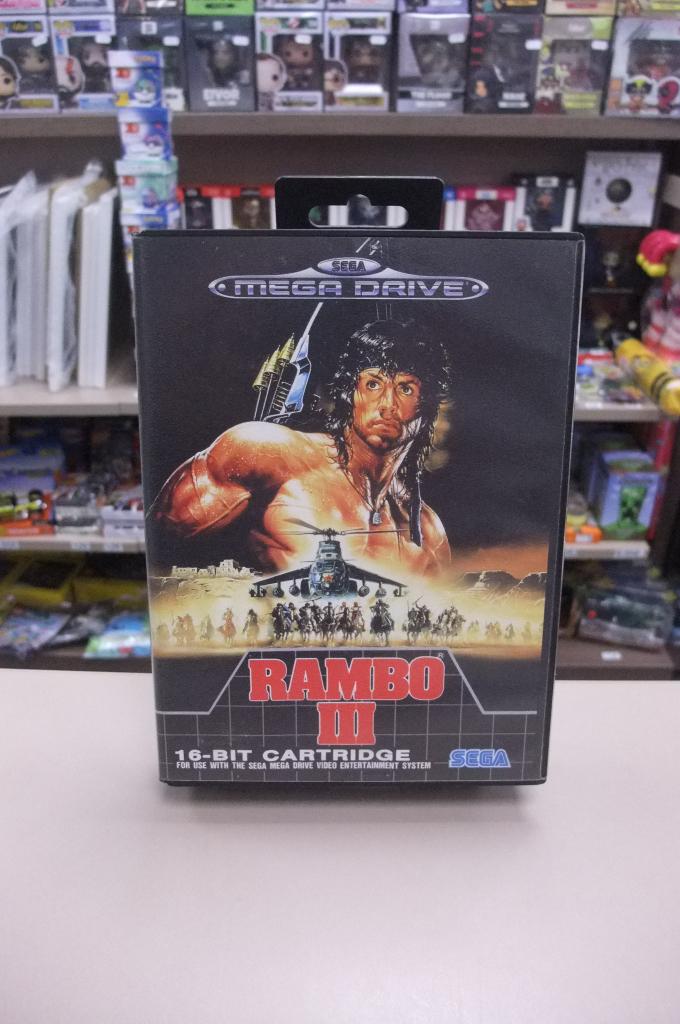 SEGA
MEGA DRIVE
RAMBO®
III
16-BIT CARTRIDGE
FOR USE WITH THE SEGA MEGA DRIVE VIDEO ENTERTAINMENT SYSTEM
SEGA